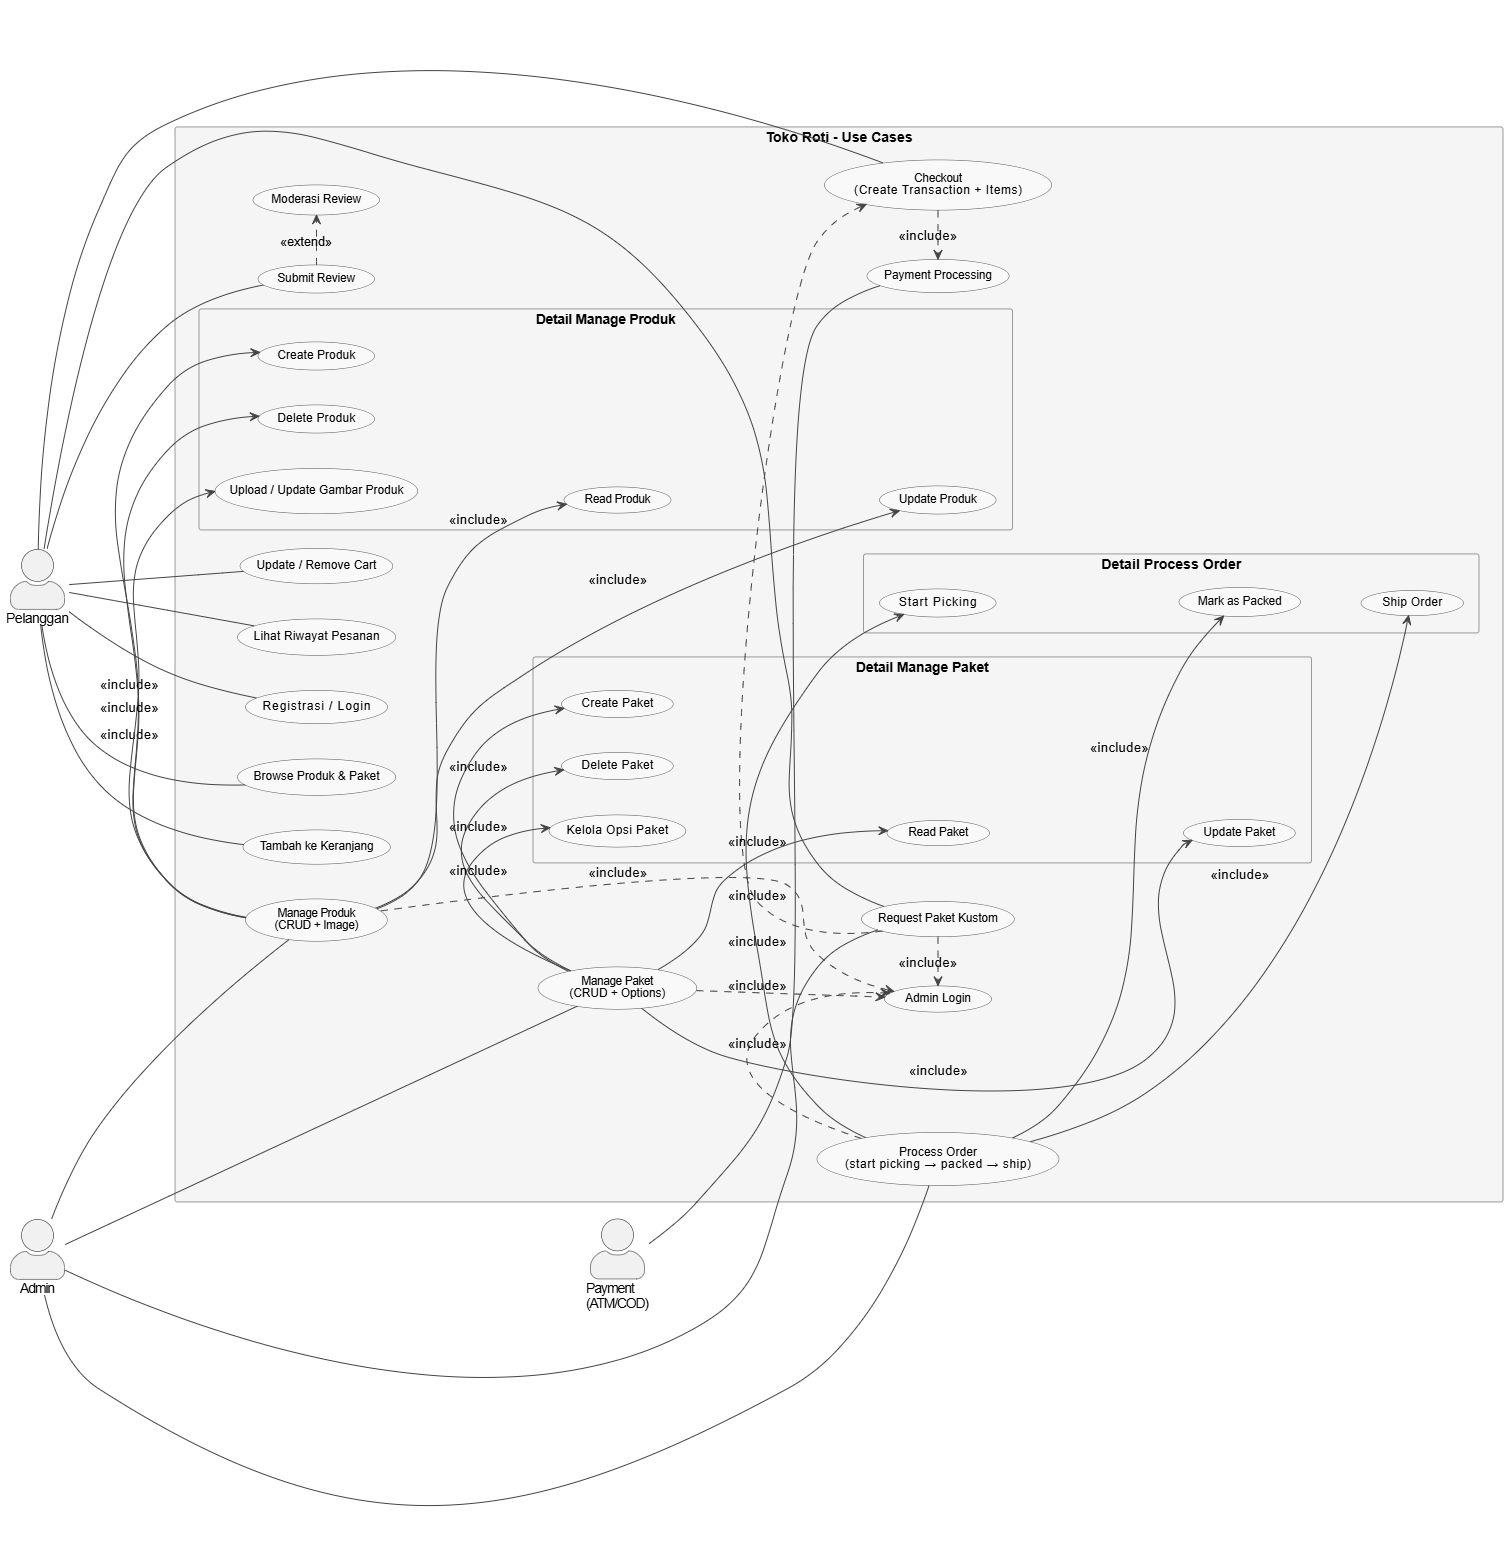 Toko Roti - Use Cases
Checkout
(Create Transaction + Items)
Moderasi Review
«extend»
«include»
Submit Review
Payment Processing
Detail Manage Produk
Create Produk
Delete Produk
Upload / Update Gambar Produk
Read Produk
Update Produk
«include»
Update / Remove Cart
«include»
Detail Process Order
Start Picking
Mark as Packed
Ship Order
Pelanggan
Lihat Riwayat Pesanan
Detail Manage Paket
«include»
Registrasi / Login
Create Paket
«include»
«include»
«include»
Browse Produk & Paket
«include»
Delete Paket
«include»
Kelola Opsi Paket
Read Paket
Update Paket
Tambah ke Keranjang
«include»
«include»
«include»
«include»
«include»
Manage Produk
(CRUD + Image)
Request Paket Kustom
«include»
«include»
«include»
Manage Paket
(CRUD + Options)
«include»
Admin Login
«include»
«include»
Process Order
(start picking → packed → ship)
Admin
Payment
(ATM/COD)